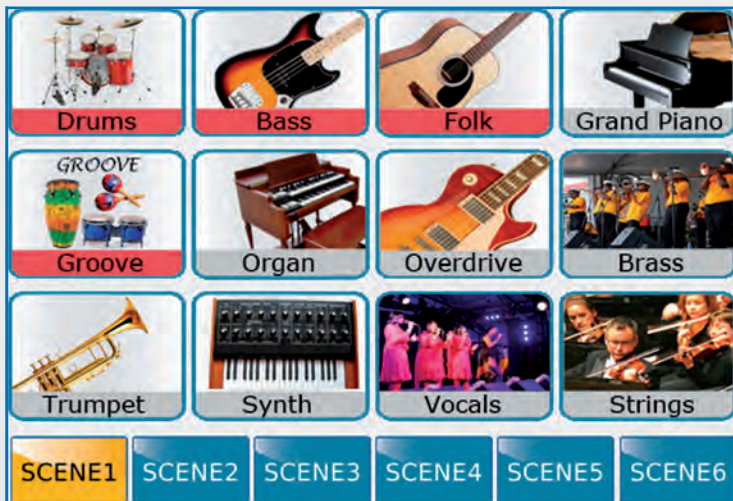 Drums
Bass
Folk
Grand Piano
GROOVE
Groove
Organ
Overdrive
Brass
Trumpet
Synth
Vocals
Strings
SCENE1
SCENE2
SCENE3
SCENE4
SCENE5
SCENE6